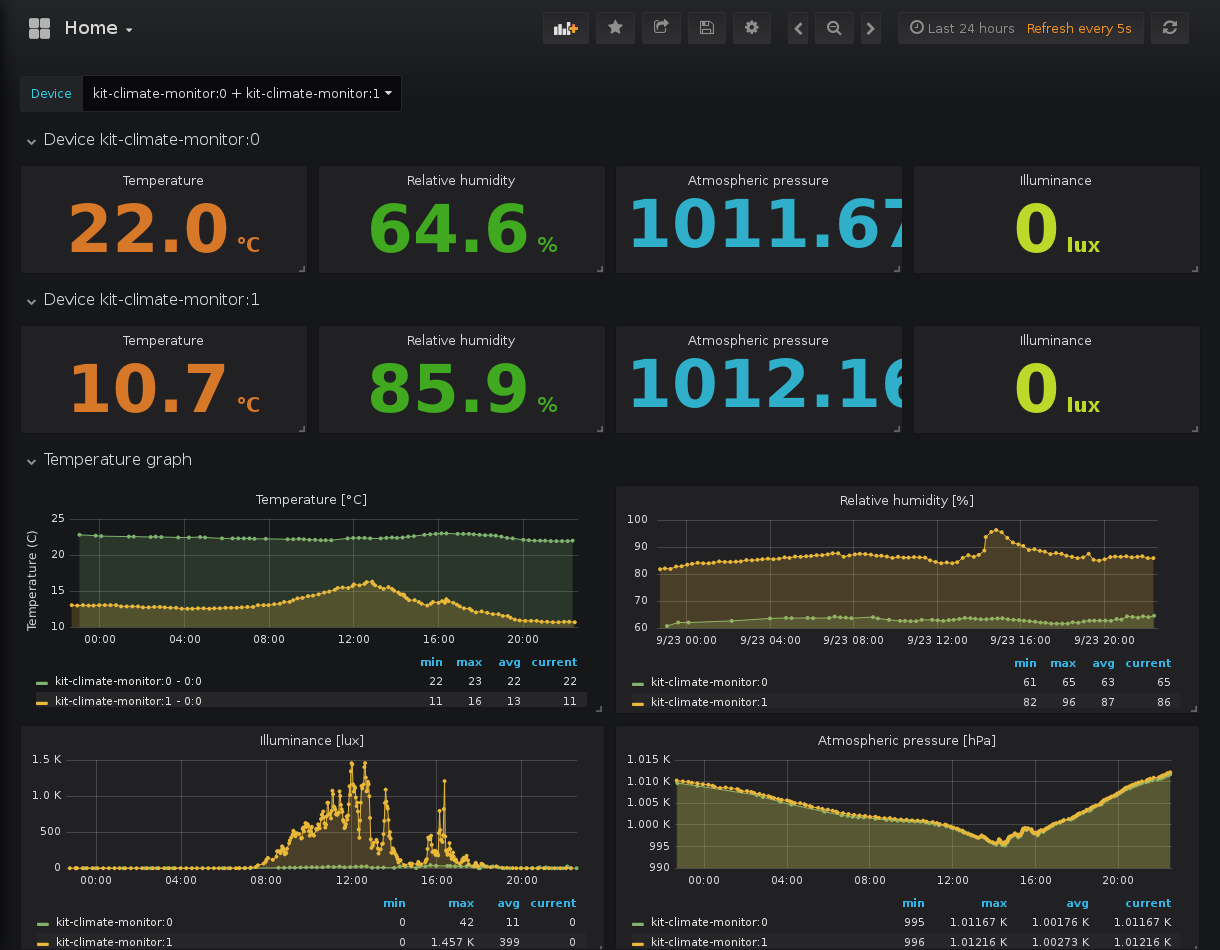 Home
Last 24 hours Refresh every 5s
Device kit-climate-monitor:0 + kit-climate-monitor:1
Device kit-climate-monitor:0
Temperature
22.0 °C
Relative humidity
64.6 %
Atmospheric pressure
1011.67
Illuminance
0 lux
Device kit-climate-monitor:1
Temperature
10.7 °C
Relative humidity
85.9 %
Atmospheric pressure
1012.16
Illuminance
0 lux
Temperature graph
Temperature [°C]
Temperature (C)
25
20
15
10
00:00 04:00 08:00 12:00 16:00 20:00
min max avg current
kit-climate-monitor:0 - 0:0 22 23 22 22
kit-climate-monitor:1 - 0:0 11 16 13 11
Relative humidity [%]
100
90
80
70
60
9/23 00:00 9/23 04:00 9/23 08:00 9/23 12:00 9/23 16:00 9/23 20:00
min max avg current
kit-climate-monitor:0 61 65 63 65
kit-climate-monitor:1 82 96 87 86
Illuminance [lux]
1.5 K
1.0 K
500
0
00:00 04:00 08:00 12:00 16:00 20:00
min max avg current
kit-climate-monitor:0 0 42 11 0
kit-climate-monitor:1 0 1.457 K 399 0
Atmospheric pressure [hPa]
1.015 K
1.010 K
1.005 K
1.000 K
995
990
00:00 04:00 08:00 12:00 16:00 20:00
min max avg current
kit-climate-monitor:0 995 1.01167 K 1.00176 K 1.01167 K
kit-climate-monitor:1 996 1.01216 K 1.00273 K 1.01216 K